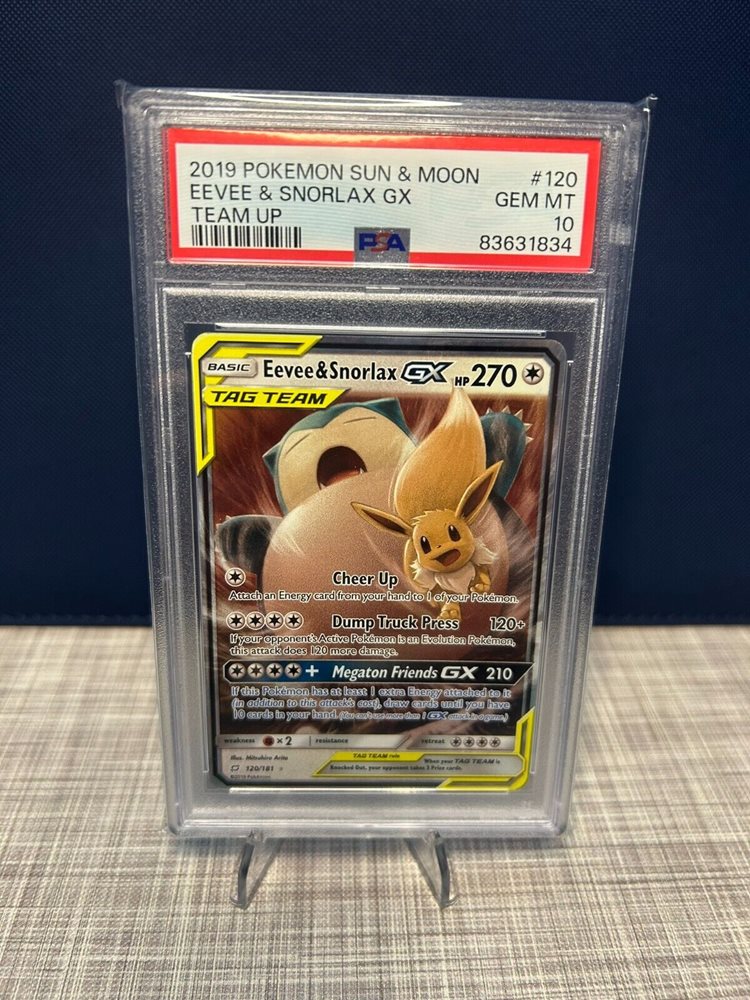 2019 POKEMON SUN & MOON #120
EEVEE & SNORLAX GX GEM MT
TEAM UP 10
PSA 83631834
BASIC Eevee&Snorlax GX HP 270
TAG TEAM
Cheer Up
Attach an Energy card from your hand to 1 of your Pokémon.
Dump Truck Press 120+
If your opponent's Active Pokémon is an Evolution Pokémon,
this attack does 120 more damage.
+ Megaton Friends GX 210
If this Pokémon has at least 1 extra Energy attached to it
(in addition to this attack's cost), draw cards until you have
10 cards in your hand. (You can't use more than 1 GX attack in a game.)
weakness ×2 resistance retreat
Illus. Mitsuhiro Arita
120/181
©2019 Pokémon
TAG TEAM rule
When your TAG TEAM is
Knocked Out, your opponent takes 3 Prize cards.